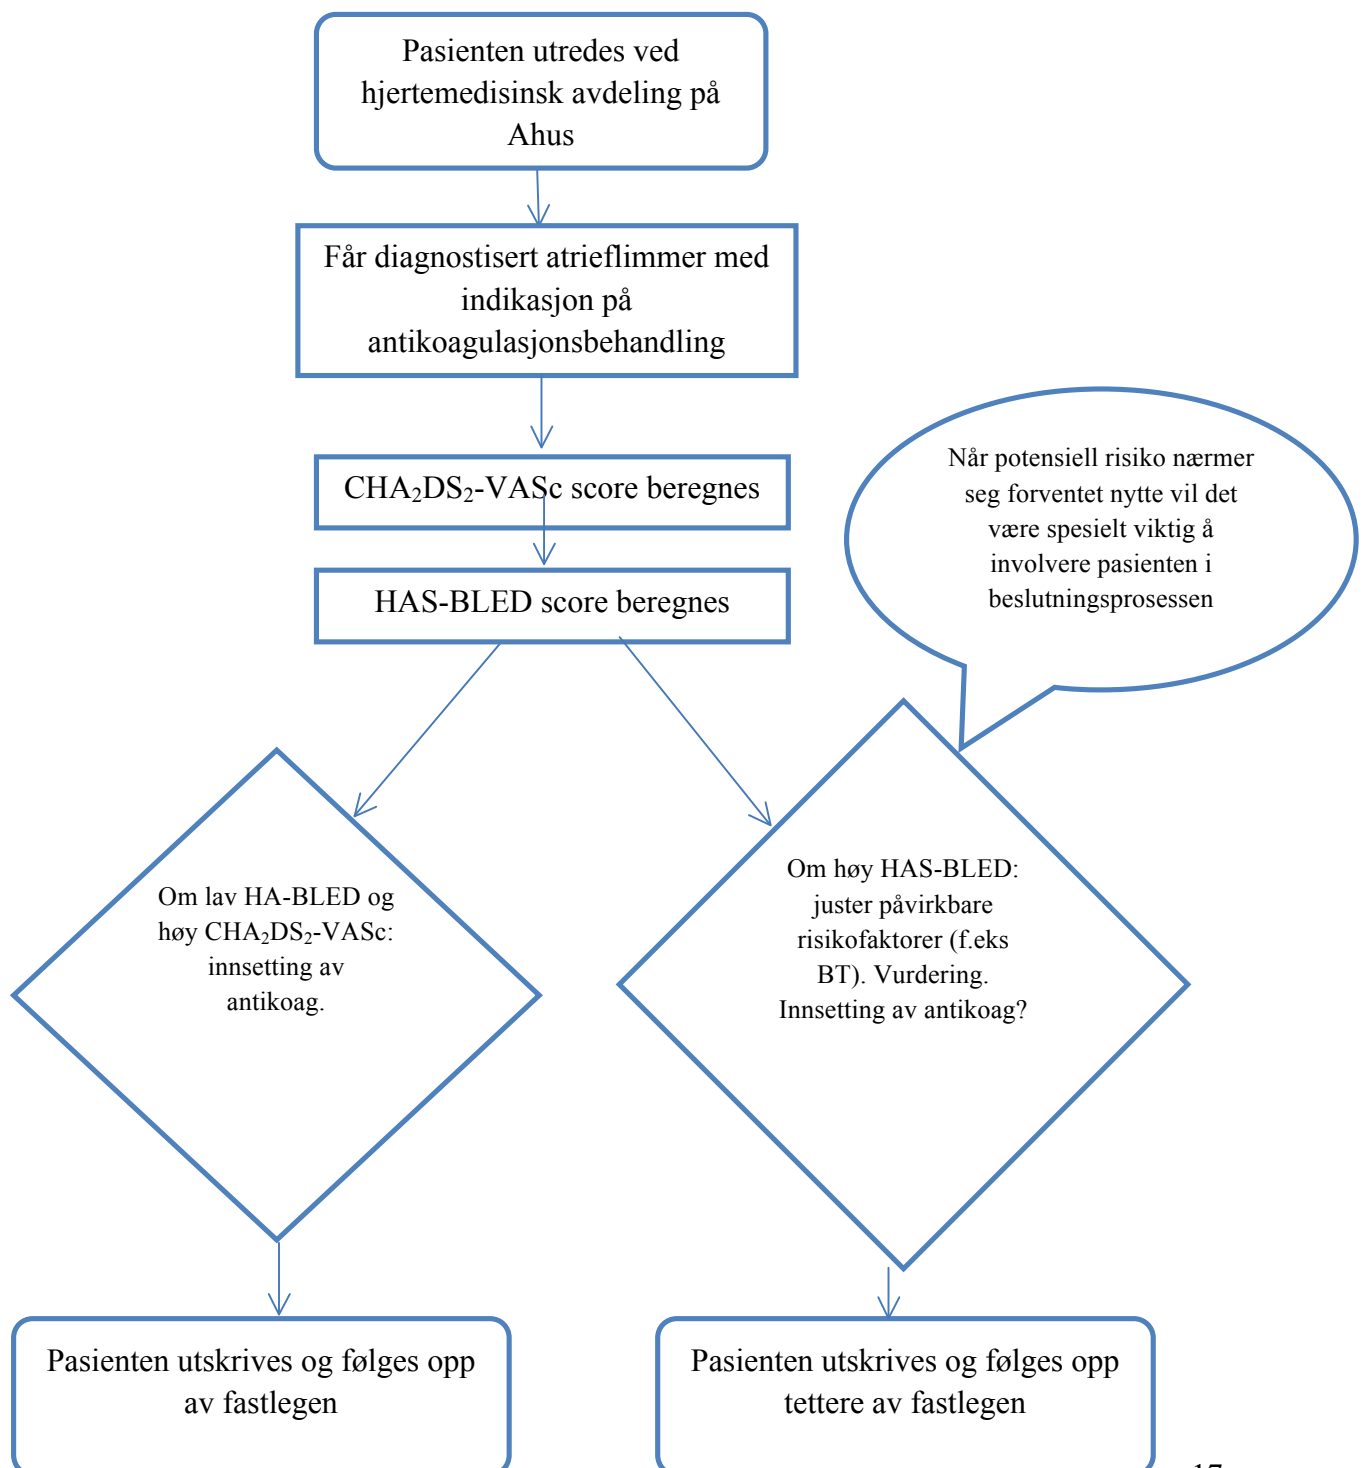 Pasienten utredes ved
hjertemedisinsk avdeling på
Ahus
Får diagnostisert atrieflimmer med
indikasjon på
antikoagulasjonsbehandling
CHA₂DS₂-VASc score beregnes
HAS-BLED score beregnes
Når potensiell risiko nærmer
seg forventet nytte vil det
være spesielt viktig å
involvere pasienten i
beslutningsprosessen
Om lav HA-BLED og
høy CHA₂DS₂-VASc:
innsetting av
antikoag.
Om høy HAS-BLED:
juster påvirkbare
risikofaktorer (f.eks
BT). Vurdering.
Innsetting av antikoag?
Pasienten utskrives og følges opp
av fastlegen
Pasienten utskrives og følges opp
tettere av fastlegen
17